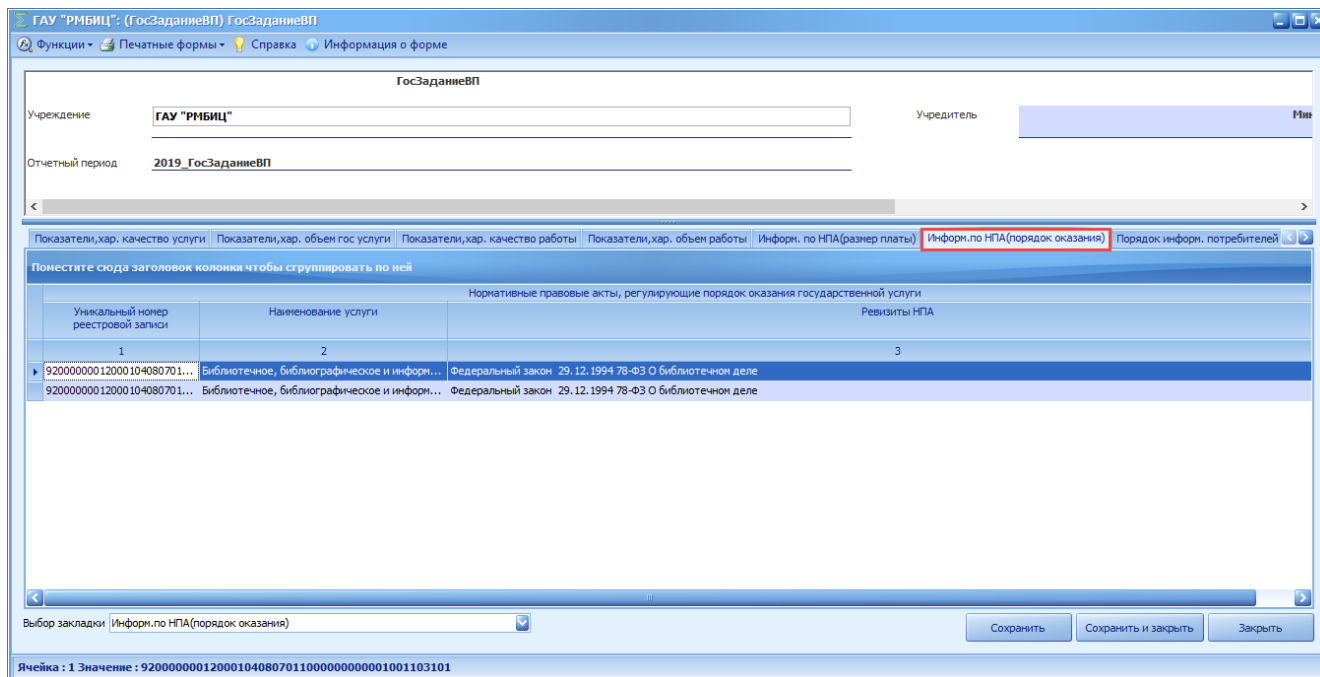 ГАУ "РМБИЦ": (ГосЗаданиеВП) ГосЗаданиеВП
Функции Печатные формы Справка Информация о форме
ГосЗаданиеВП
Учреждение ГАУ "РМБИЦ" Учредитель Мин
Отчетный период 2019_ГосЗаданиеВП
Показатели,хар. качество услуги Показатели,хар. объем гос услуги Показатели,хар. качество работы Показатели,хар. объем работы Информ. по НПА(размер платы) Информ.по НПА(порядок оказания) Порядок информ. потребителей
Поместите сюда заголовок колонки чтобы сгруппировать по ней
Нормативные правовые акты, регулирующие порядок оказания государственной услуги
Уникальный номер реестровой записи Наименование услуги Ревизиты НПА
1 2 3
92000000012000104080701... Библиотечное, библиографическое и информ... Федеральный закон 29.12.1994 78-ФЗ О библиотечном деле
92000000012000104080701... Библиотечное, библиографическое и информ... Федеральный закон 29.12.1994 78-ФЗ О библиотечном деле
Выбор закладки Информ.по НПА(порядок оказания) Сохранить Сохранить и закрыть Закрыть
Ячейка : 1 Значение : 920000000120001040807011000000000001001103101